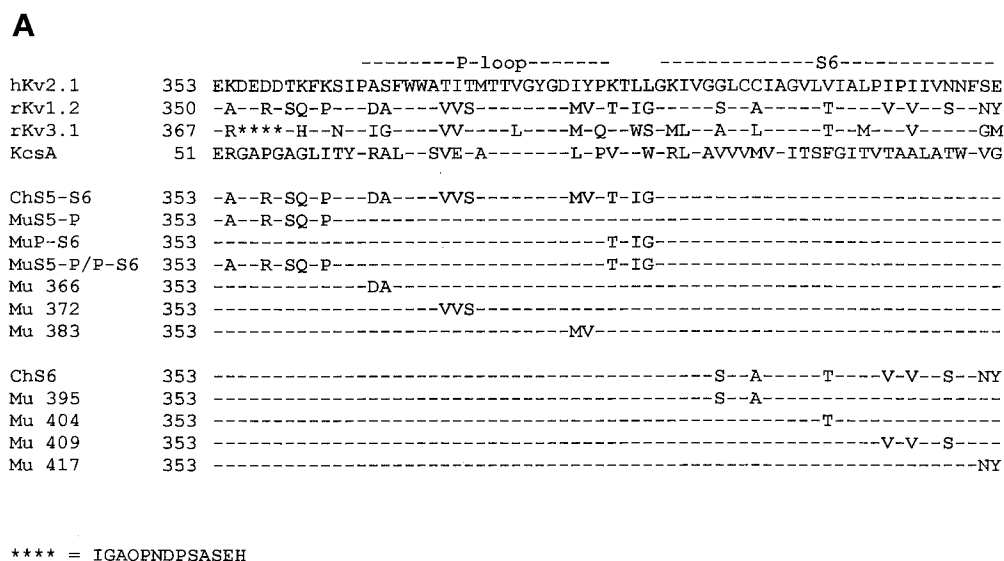 A
--------P-loop-------   -------------S6-------------
hKv2.1 353 EKDEDDTKFKSIPASFWWATITMTTVGYGDIYPKTLLGKIVGGLCCIAGVLVIALPIPIIVNNFSE
rKv1.2 350 -A--R-SQ-P---DA----VVS--------MV-T-IG-----S--A-----T----V-V--S--NY
rKv3.1 367 -R****-H--N--IG----VV----L----M-Q--WS-ML--A--L-----T--M---V-----GM
KcsA 51 ERGAPGAGLITY-RAL--SVE-A-------L-PV--W-RL-AVVVMV-ITSFGITVTAALATW-VG
ChS5-S6 353 -A--R-SQ-P---DA----VVS--------MV-T-IG-----------------------------
MuS5-P 353 -A--R-SQ-P--------------------------------------------------------
MuP-S6 353 ---------------------------------T-IG-----------------------------
MuS5-P/P-S6 353 -A--R-SQ-P-----------------------T-IG-----------------------------
Mu 366 353 -------------DA---------------------------------------------------
Mu 372 353 -------------------VVS--------------------------------------------
Mu 383 353 ------------------------------MV----------------------------------
ChS6 353 ------------------------------------------S--A-----T----V-V--S--NY
Mu 395 353 ------------------------------------------S--A--------------------
Mu 404 353 ---------------------------------------------------T--------------
Mu 409 353 --------------------------------------------------------V-V--S----
Mu 417 353 ----------------------------------------------------------------NY
**** = IGAOPNDPSASEH